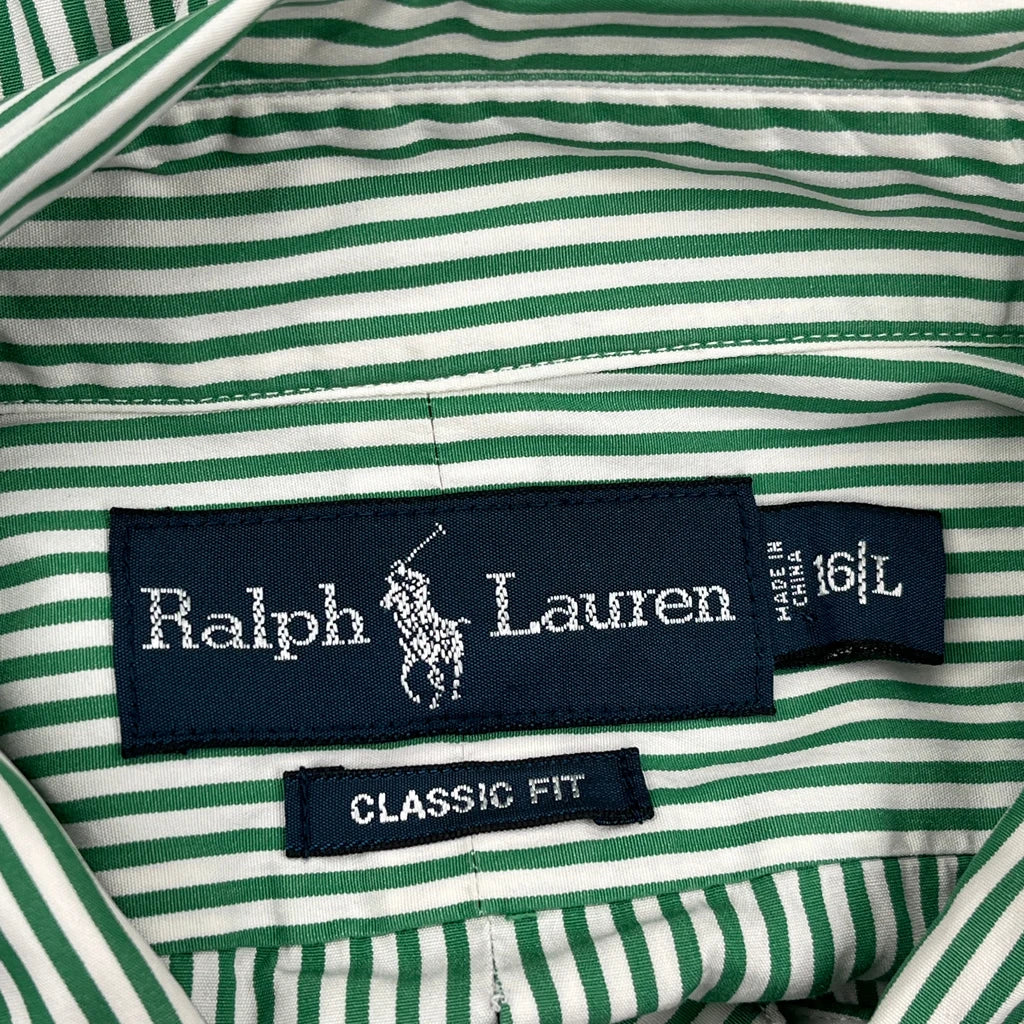 Ralph Lauren
MADE IN
CHINA
16/L
CLASSIC FIT